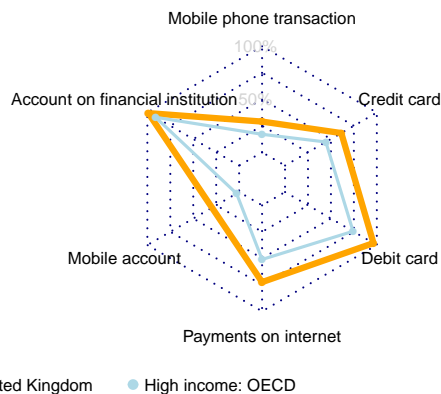 Mobile phone transaction
100%
Account on financial institution
50%
Credit card
Mobile account
Debit card
Payments on internet
ted Kingdom
High income: OECD